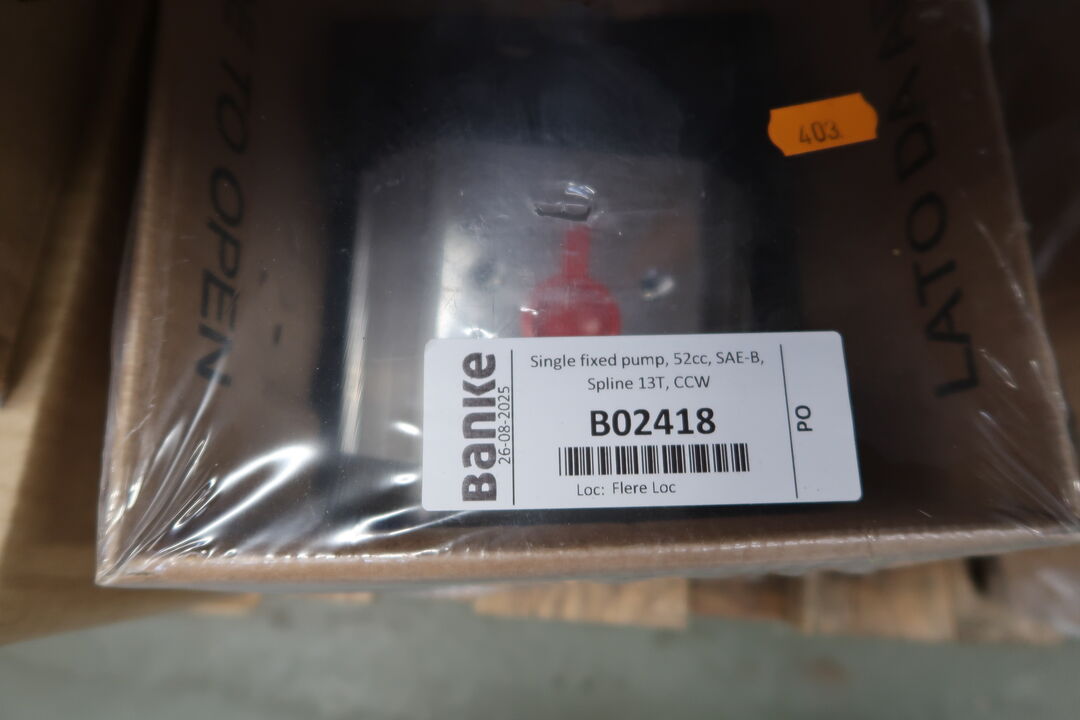 E TO OPEN
LATO DA
403
Banke
26-08-2025
Single fixed pump, 52cc, SAE-B,
Spline 13T, CCW
B02418
Loc: Flere Loc
PO